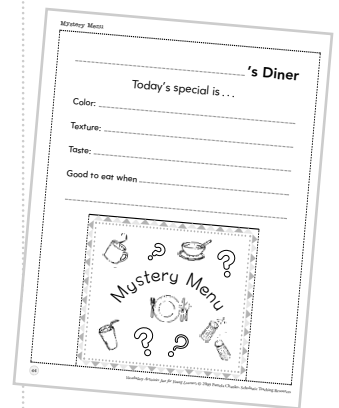 Mystery Menu
's Diner
Today's special is . . .
Color:
Texture:
Taste:
Good to eat when
Mystery Menu